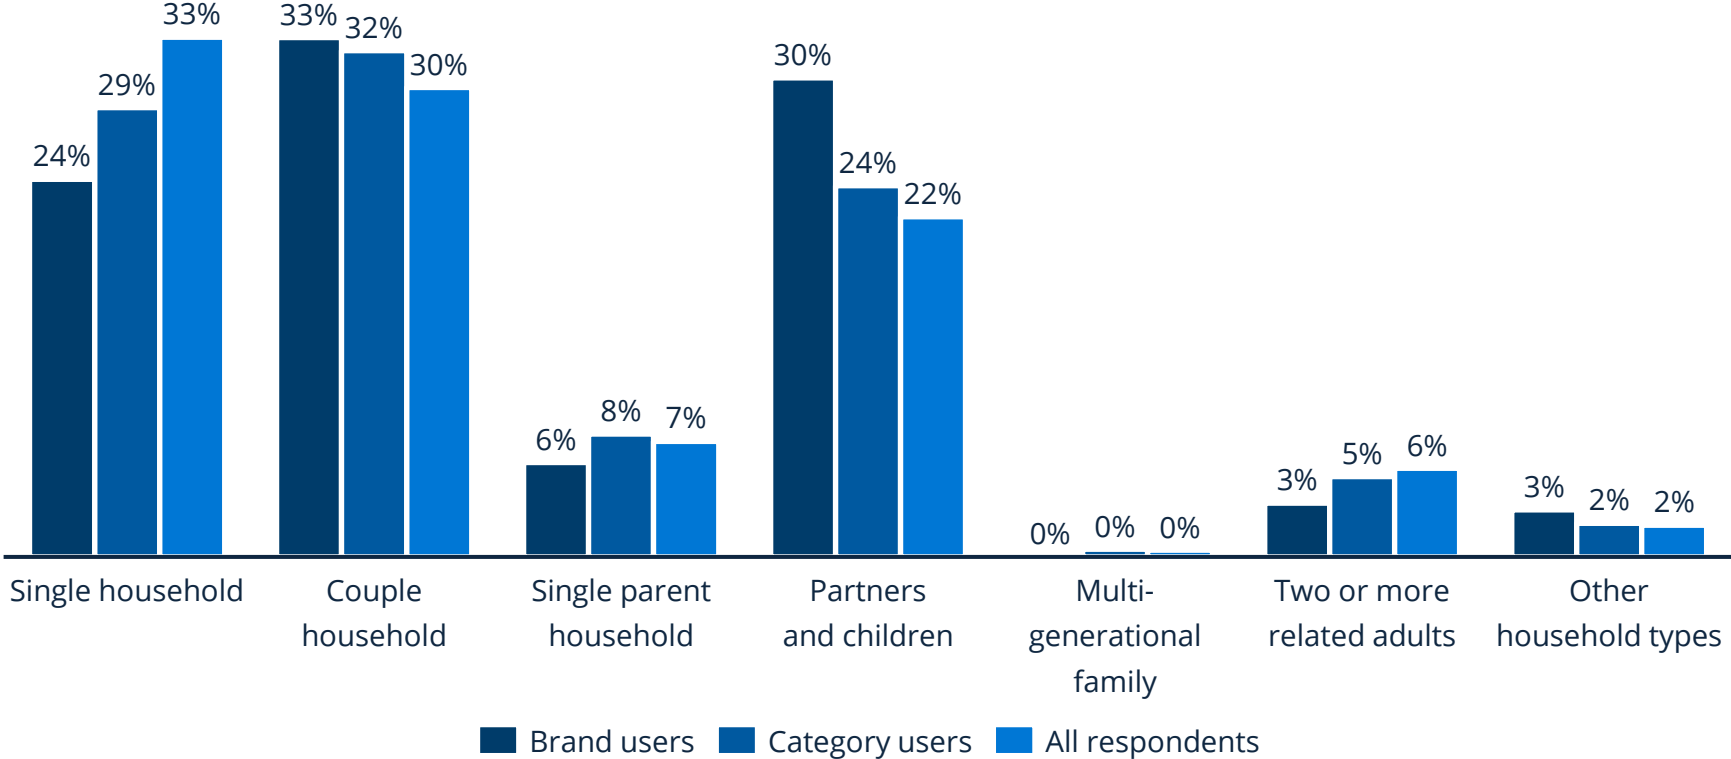 33%
33%
32%
30%
29%
30%
24%
24%
22%
8%
7%
6%
6%
5%
3%
3%
2%
2%
0%
0%
0%
Single household
Couple
household
Single parent
household
Partners
and children
Multi-
generational
family
Two or more
related adults
Other
household types
Brand users
Category users
All respondents